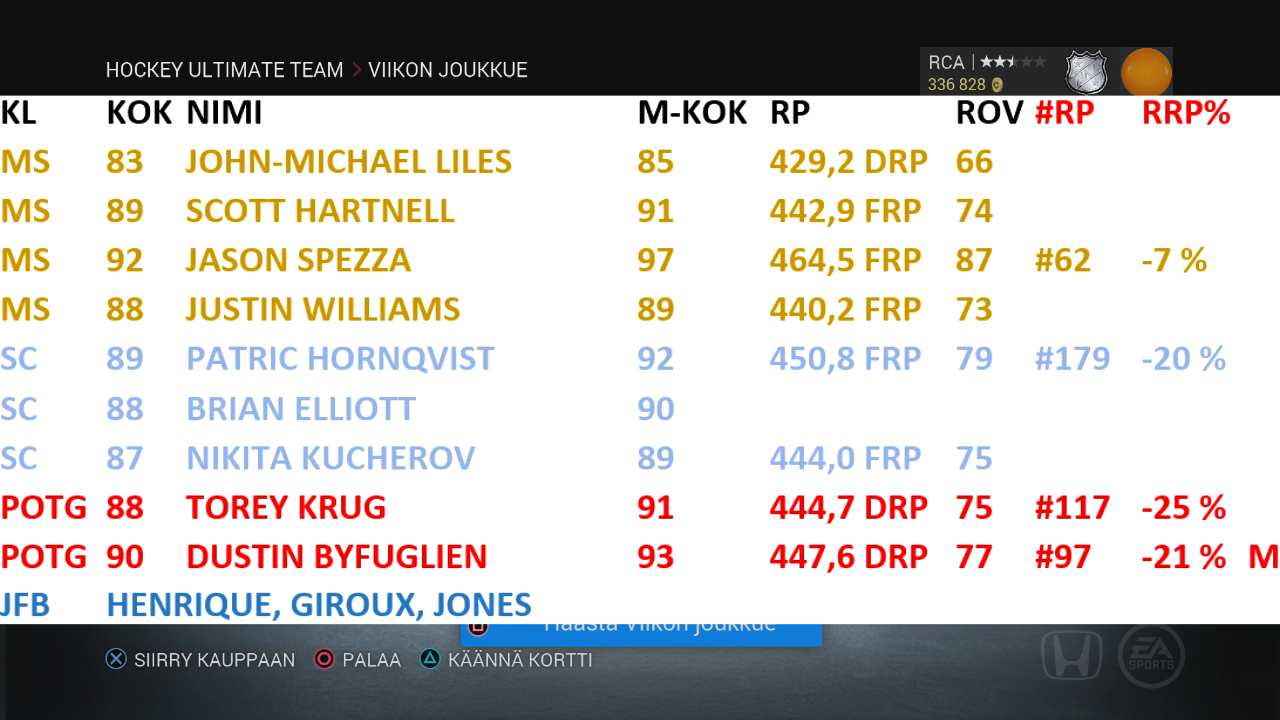 HOCKEY ULTIMATE TEAM > VIIKON JOUKKUE
RCA |
336 828
KL KOK NIMI M-KOK RP ROV #RP RRP%
MS 83 JOHN-MICHAEL LILES 85 429,2 DRP 66
MS 89 SCOTT HARTNELL 91 442,9 FRP 74
MS 92 JASON SPEZZA 97 464,5 FRP 87 #62 -7 %
MS 88 JUSTIN WILLIAMS 89 440,2 FRP 73
SC 89 PATRIC HORNQVIST 92 450,8 FRP 79 #179 -20 %
SC 88 BRIAN ELLIOTT 90
SC 87 NIKITA KUCHEROV 89 444,0 FRP 75
POTG 88 TOREY KRUG 91 444,7 DRP 75 #117 -25 %
POTG 90 DUSTIN BYFUGLIEN 93 447,6 DRP 77 #97 -21 % M
JFB HENRIQUE, GIROUX, JONES
Haasta Viikon joukkue
SIIRRY KAUPPAAN PALAA KÄÄNNÄ KORTTI
EA SPORTS